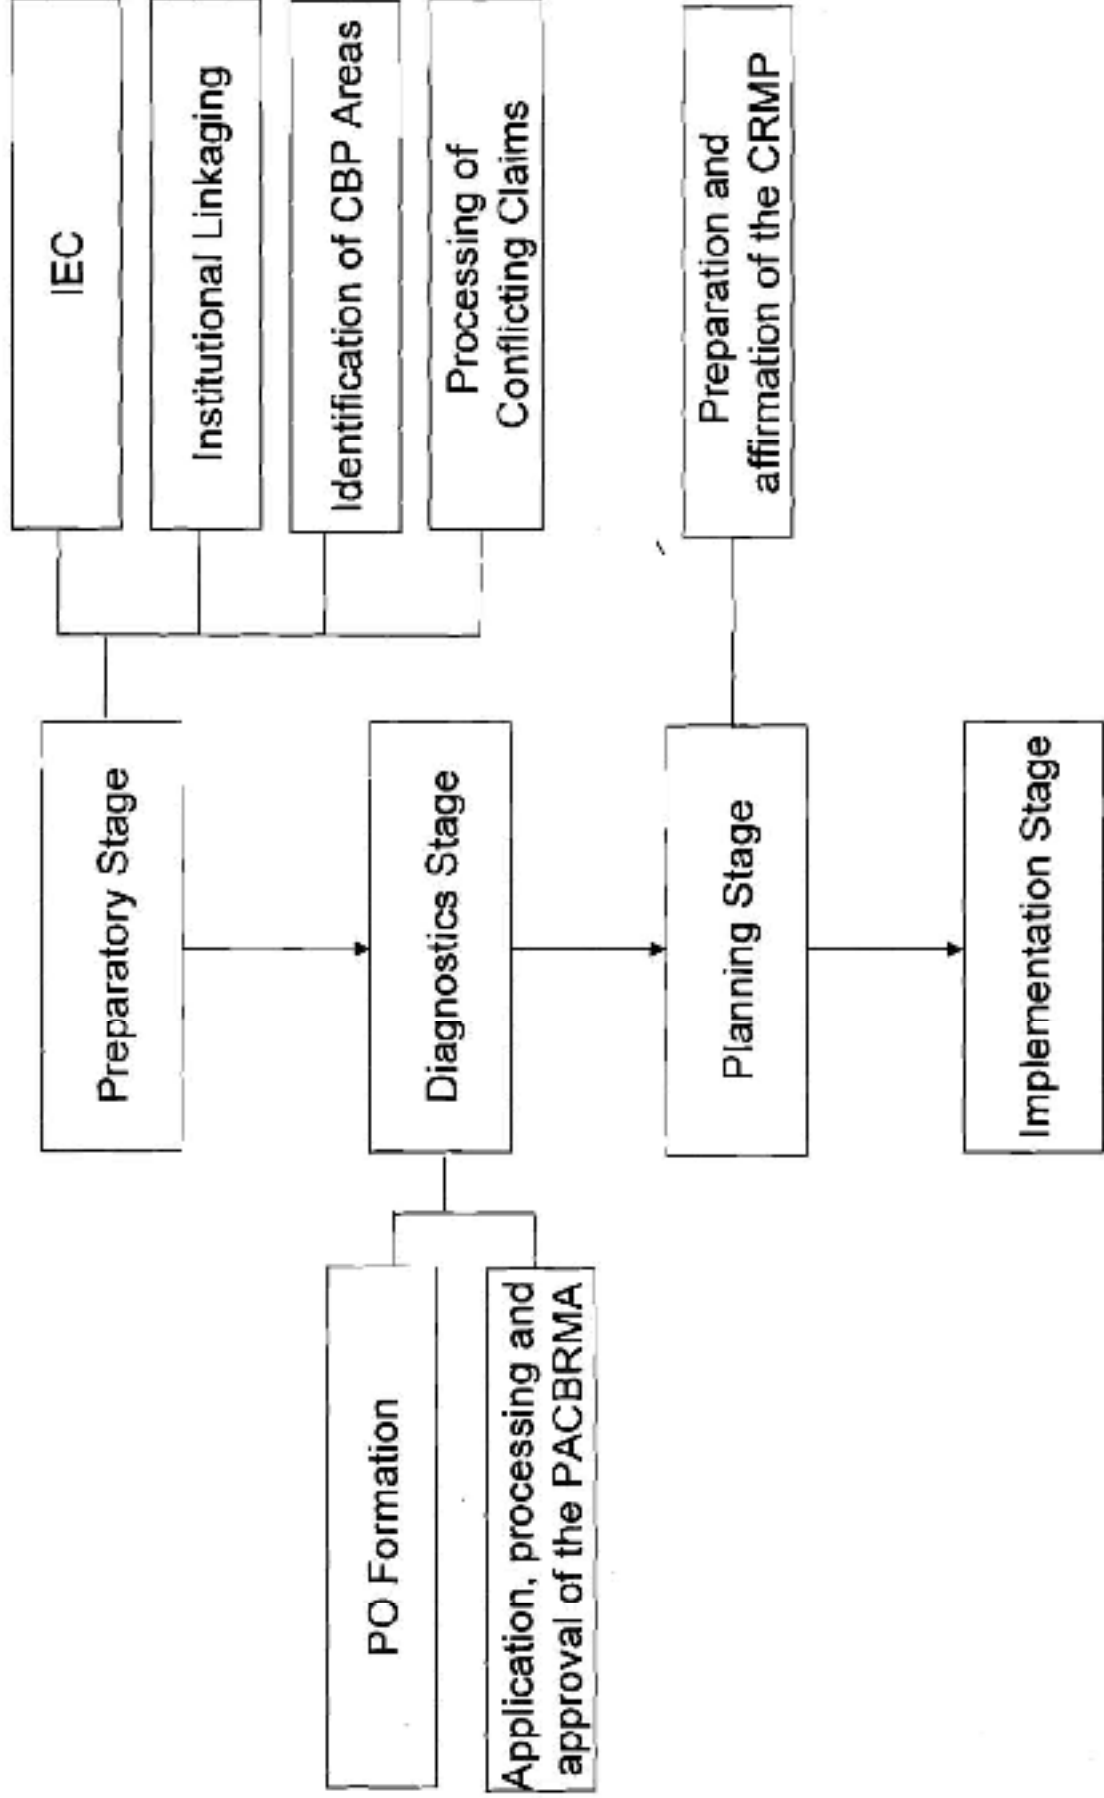 IEC
Institutional Linkaging
Identification of CBP Areas
Processing of
Conflicting Claims
Preparatory Stage
Diagnostics Stage
PO Formation
Application, processing and
approval of the PACBRMA
Planning Stage
Preparation and
affirmation of the CRMP
Implementation Stage